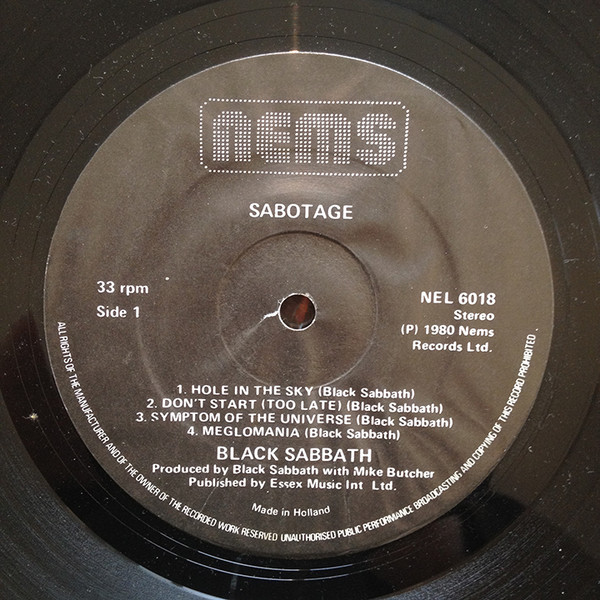 nems
SABOTAGE
33 rpm
Side 1
NEL 6018
Stereo
(P) 1980 Nems
Records Ltd.
1. HOLE IN THE SKY (Black Sabbath)
2. DON'T START (TOO LATE) (Black Sabbath)
3. SYMPTOM OF THE UNIVERSE (Black Sabbath)
4. MEGLOMANIA (Black Sabbath)
BLACK SABBATH
Produced by Black Sabbath with Mike Butcher
Published by Essex Music Int Ltd.
Made in Holland
ALL RIGHTS OF THE MANUFACTURER AND OF THE OWNER OF THE RECORDED WORK RESERVED UNAUTHORISED PUBLIC PERFORMANCE BROADCASTING AND COPYING OF THIS RECORD PROHIBITED